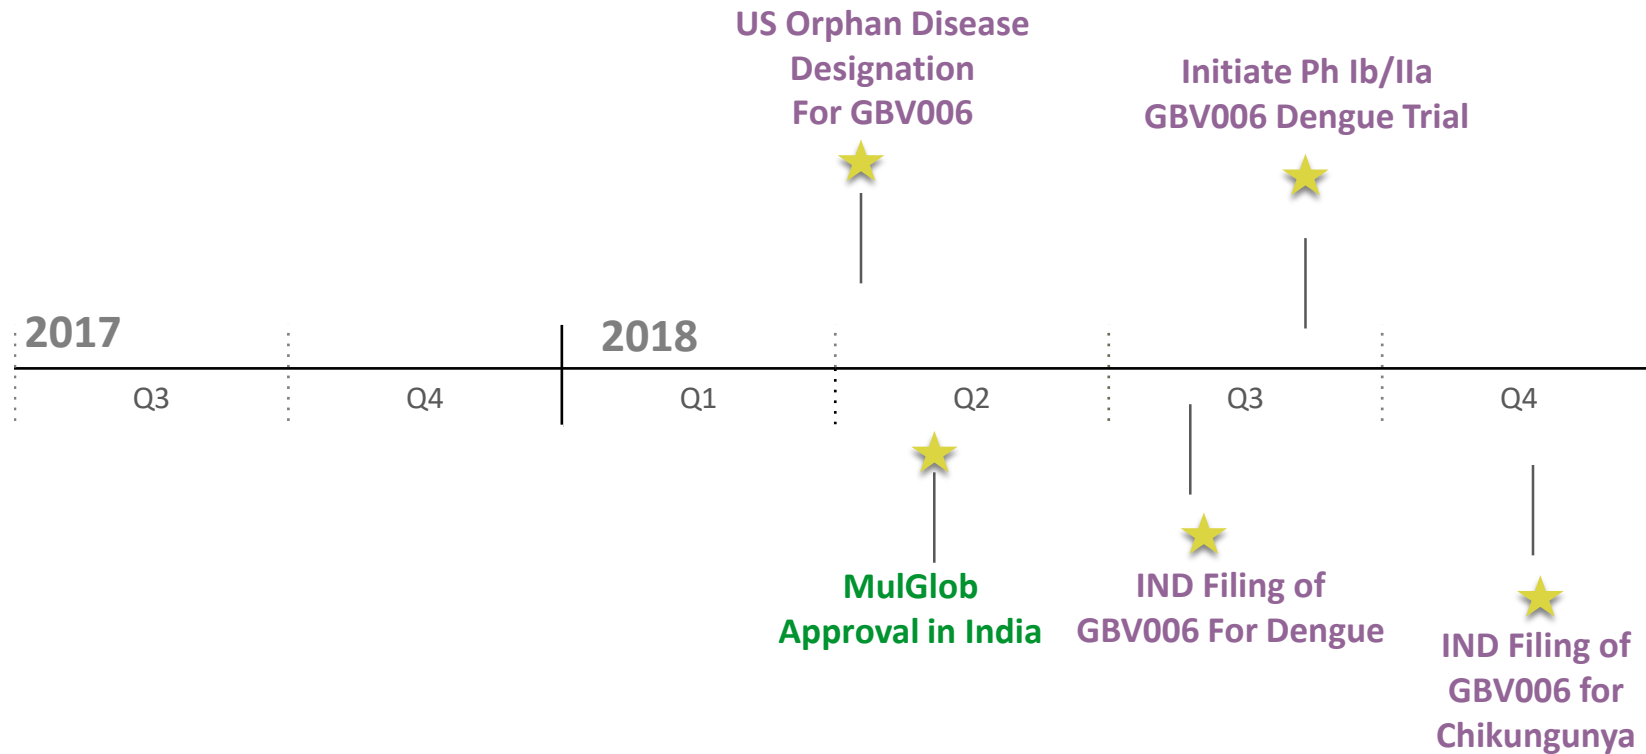 US Orphan Disease
Designation
For GBV006
Initiate Ph Ib/IIa
GBV006 Dengue Trial
2017
2018
Q3
Q4
Q1
Q2
Q3
Q4
MulGlob
Approval in India
IND Filing of
GBV006 For Dengue
IND Filing of
GBV006 for
Chikungunya